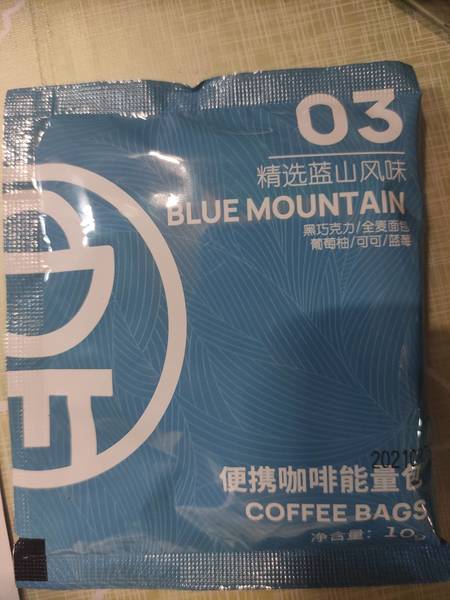 03
精选蓝山风味
BLUE MOUNTAIN
黑巧克力/全麦面包
葡萄柚/可可/蓝莓
便携咖啡能量包
COFFEE BAGS
净含量: 10g